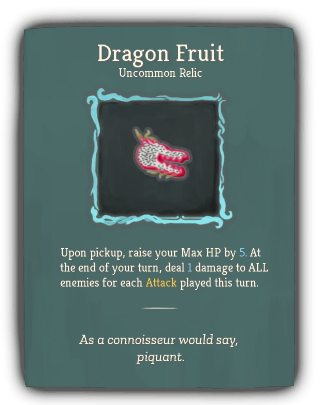 Dragon Fruit
Uncommon Relic
Upon pickup, raise your Max HP by 5. At
the end of your turn, deal 1 damage to ALL
enemies for each Attack played this turn.
As a connoisseur would say,
piquant.